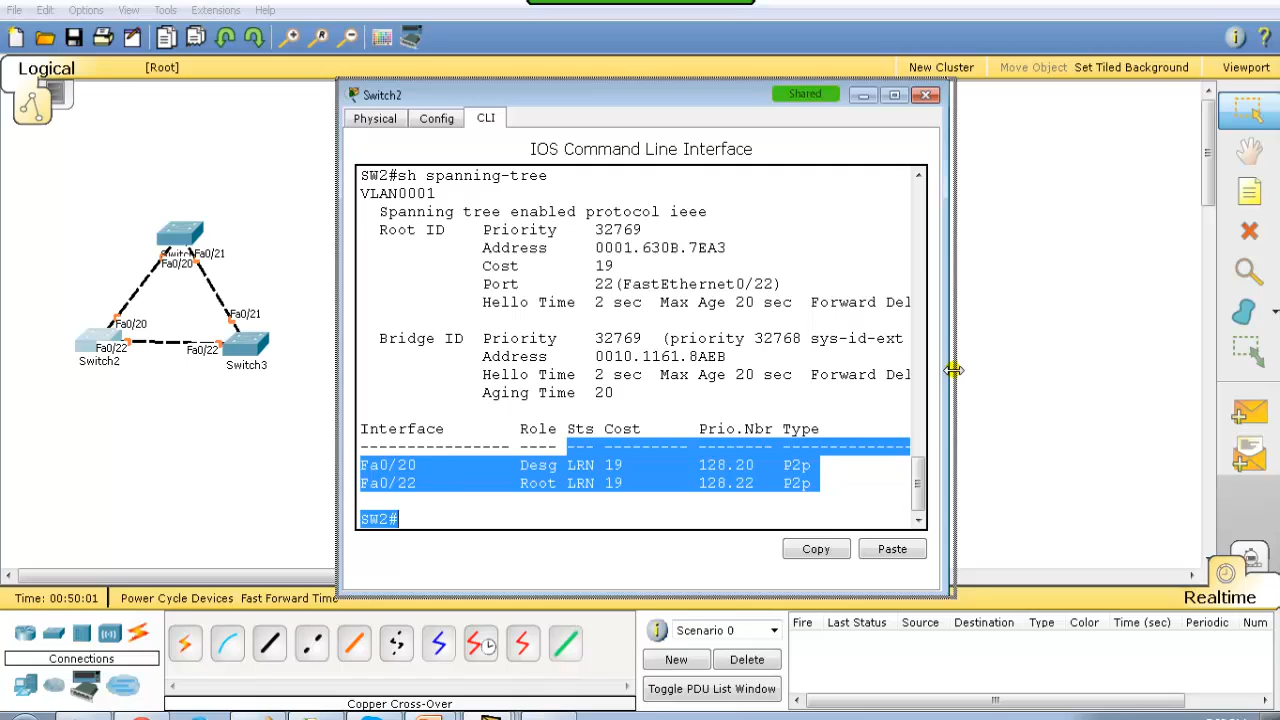 File Edit Options View Tools Extensions Help
Logical [Root] New Cluster Move Object Set Tiled Background Viewport
Switch2 Shared
Physical Config CLI
IOS Command Line Interface
SW2#sh spanning-tree
VLAN0001
Spanning tree enabled protocol ieee
Root ID Priority 32769
Address 0001.630B.7EA3
Cost 19
Port 22(FastEthernet0/22)
Hello Time 2 sec Max Age 20 sec Forward Del
Bridge ID Priority 32769 (priority 32768 sys-id-ext
Address 0010.1161.8AEB
Hello Time 2 sec Max Age 20 sec Forward Del
Aging Time 20
Interface Role Sts Cost Prio.Nbr Type
---------------- ---- --- --------- -------- --------------
Fa0/20 Desg LRN 19 128.20 P2p
Fa0/22 Root LRN 19 128.22 P2p
SW2#
Copy Paste
Fa0/21
Fa0/20
Fa0/21
Fa0/20
Fa0/22 Fa0/22
Switch2 Switch3
Time: 00:50:01 Power Cycle Devices Fast Forward Time
Realtime
Connections
Copper Cross-Over
Scenario 0
New Delete
Toggle PDU List Window
Fire Last Status Source Destination Type Color Time (sec) Periodic Num